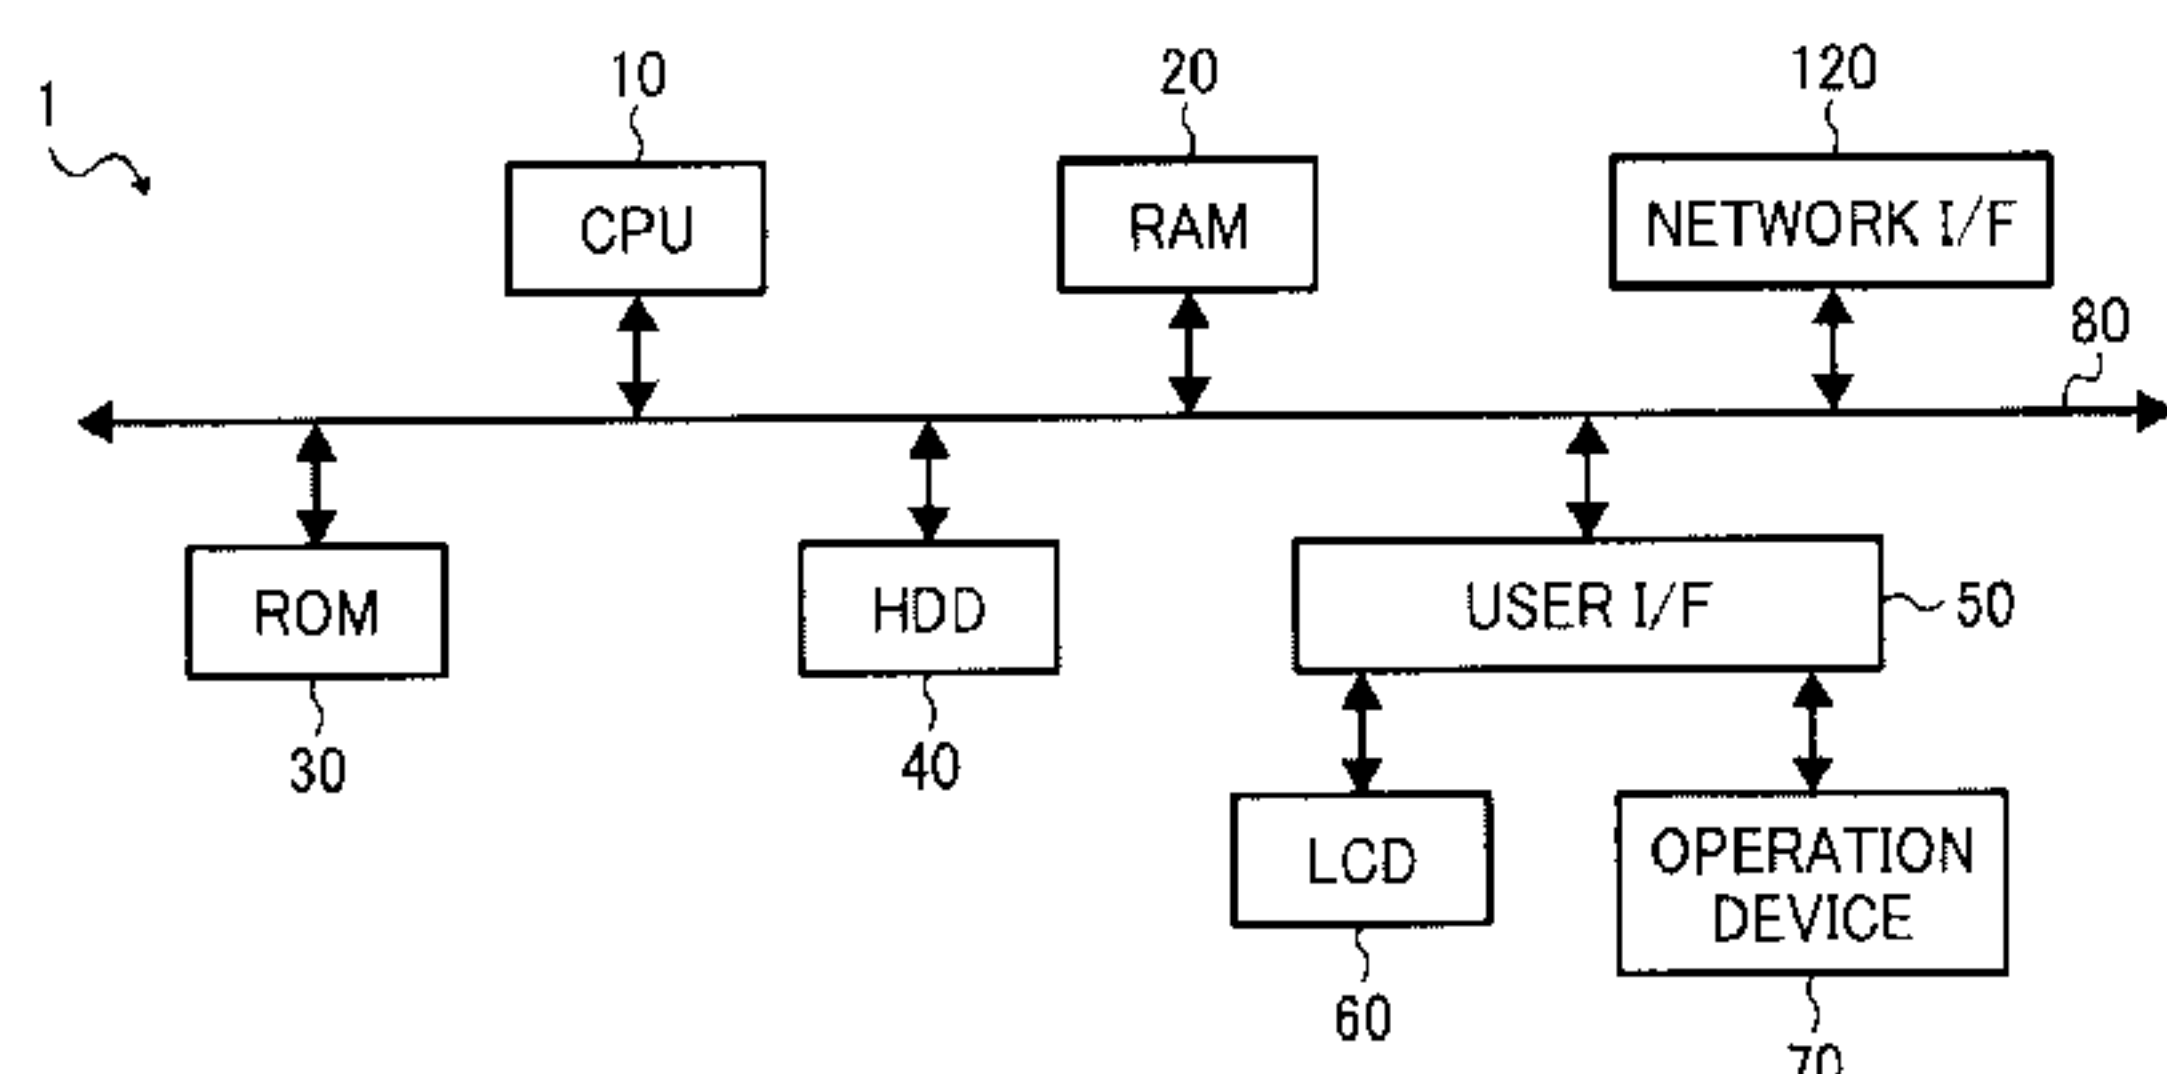 1
10
20
120
CPU
RAM
NETWORK I/F
80
ROM
HDD
USER I/F
50
30
40
LCD
OPERATION
DEVICE
60
70